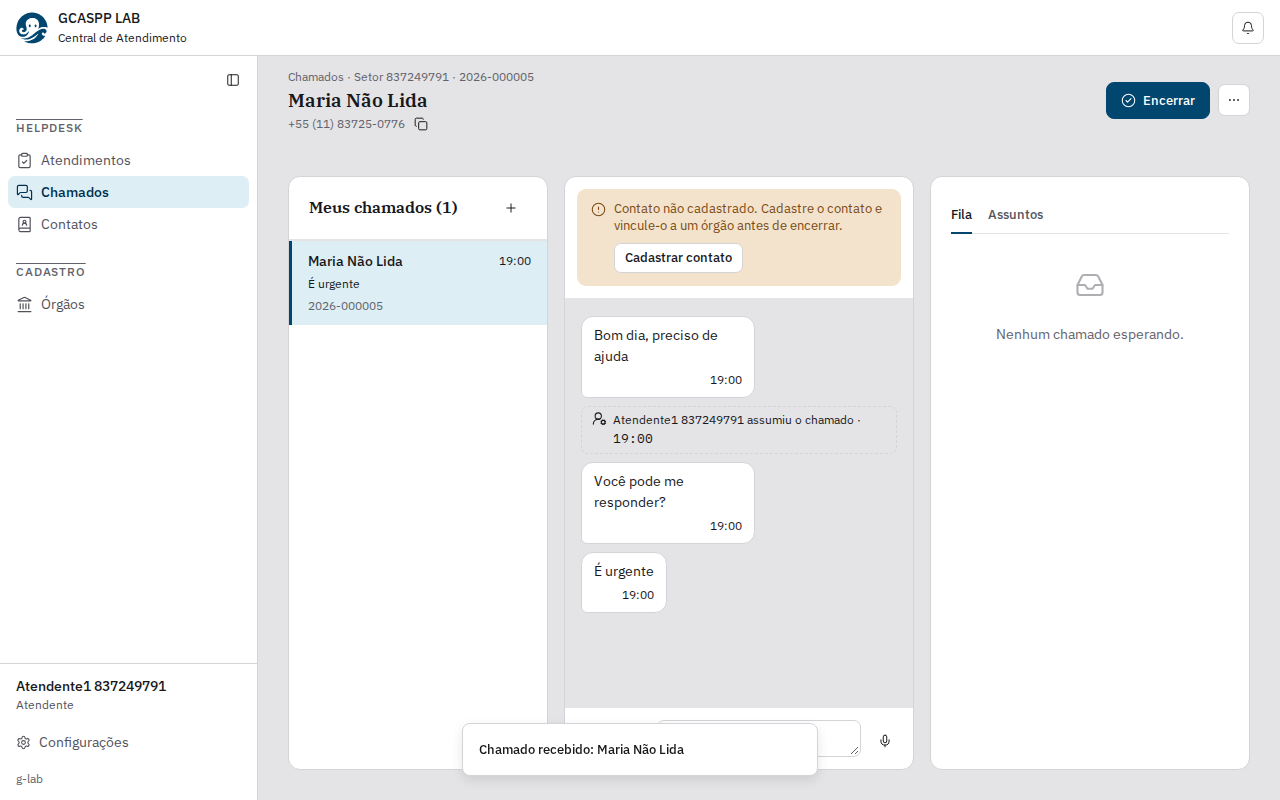 GCASPP LAB
Central de Atendimento
HELPDESK
Atendimentos
Chamados
Contatos
CADASTRO
Órgãos
Atendente1 837249791
Atendente
Configurações
g-lab
Chamados · Setor 837249791 · 2026-000005
Maria Não Lida
+55 (11) 83725-0776
Encerrar
Meus chamados (1)
Maria Não Lida
19:00
É urgente
2026-000005
Contato não cadastrado. Cadastre o contato e
vincule-o a um órgão antes de encerrar.
Cadastrar contato
Bom dia, preciso de
ajuda
19:00
Atendente1 837249791 assumiu o chamado ·
19:00
Você pode me
responder?
19:00
É urgente
19:00
Fila
Assuntos
Nenhum chamado esperando.
Chamado recebido: Maria Não Lida